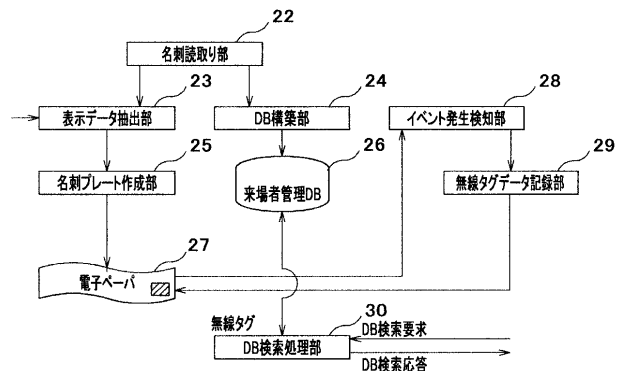 22
名刺読取り部
23
表示データ抽出部
24
DB構築部
28
イベント発生検知部
25
名刺プレート作成部
26
来場者管理DB
29
無線タグデータ記録部
27
電子ペーパ
無線タグ
30
DB検索処理部
DB検索要求
DB検索応答